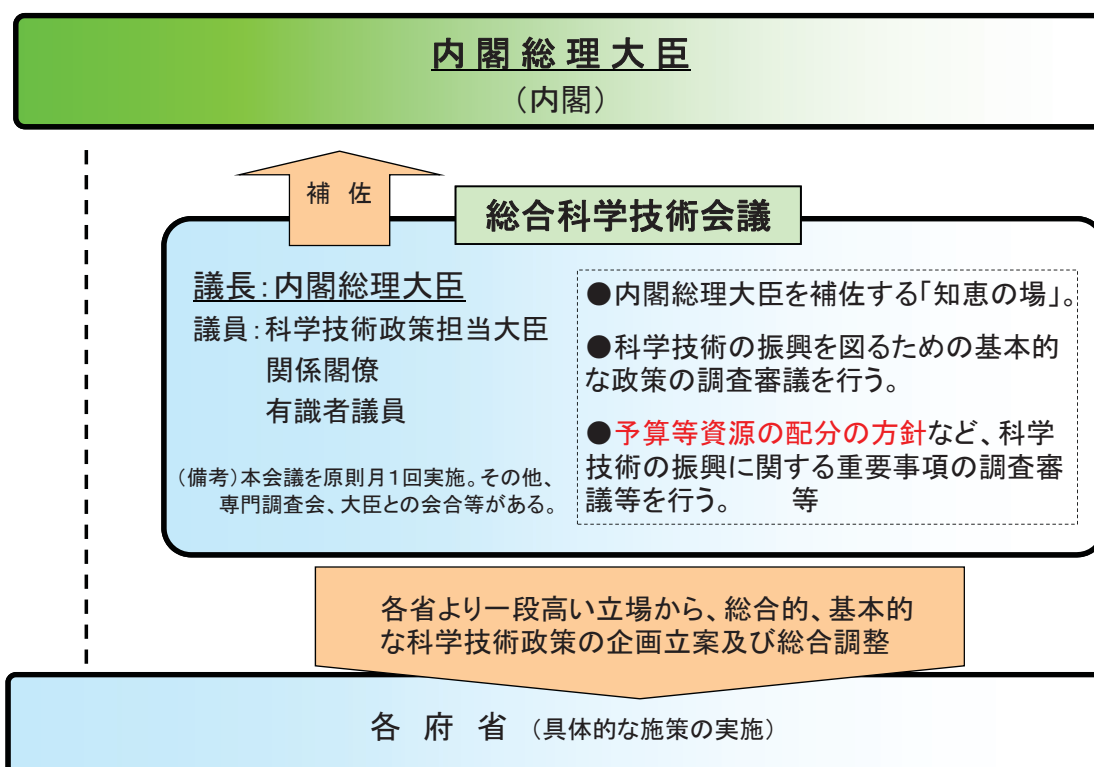 内閣総理大臣
（内閣）
補 佐
総合科学技術会議
議長：内閣総理大臣
議員：科学技術政策担当大臣
関係閣僚
有識者議員
（備考）本会議を原則月1回実施。その他、
専門調査会、大臣との会合等がある。
●内閣総理大臣を補佐する「知恵の場」。
●科学技術の振興を図るための基本的
な政策の調査審議を行う。
●予算等資源の配分の方針など、科学
技術の振興に関する重要事項の調査審
議等を行う。　　等
各省より一段高い立場から、総合的、基本的
な科学技術政策の企画立案及び総合調整
各 府 省 （具体的な施策の実施）